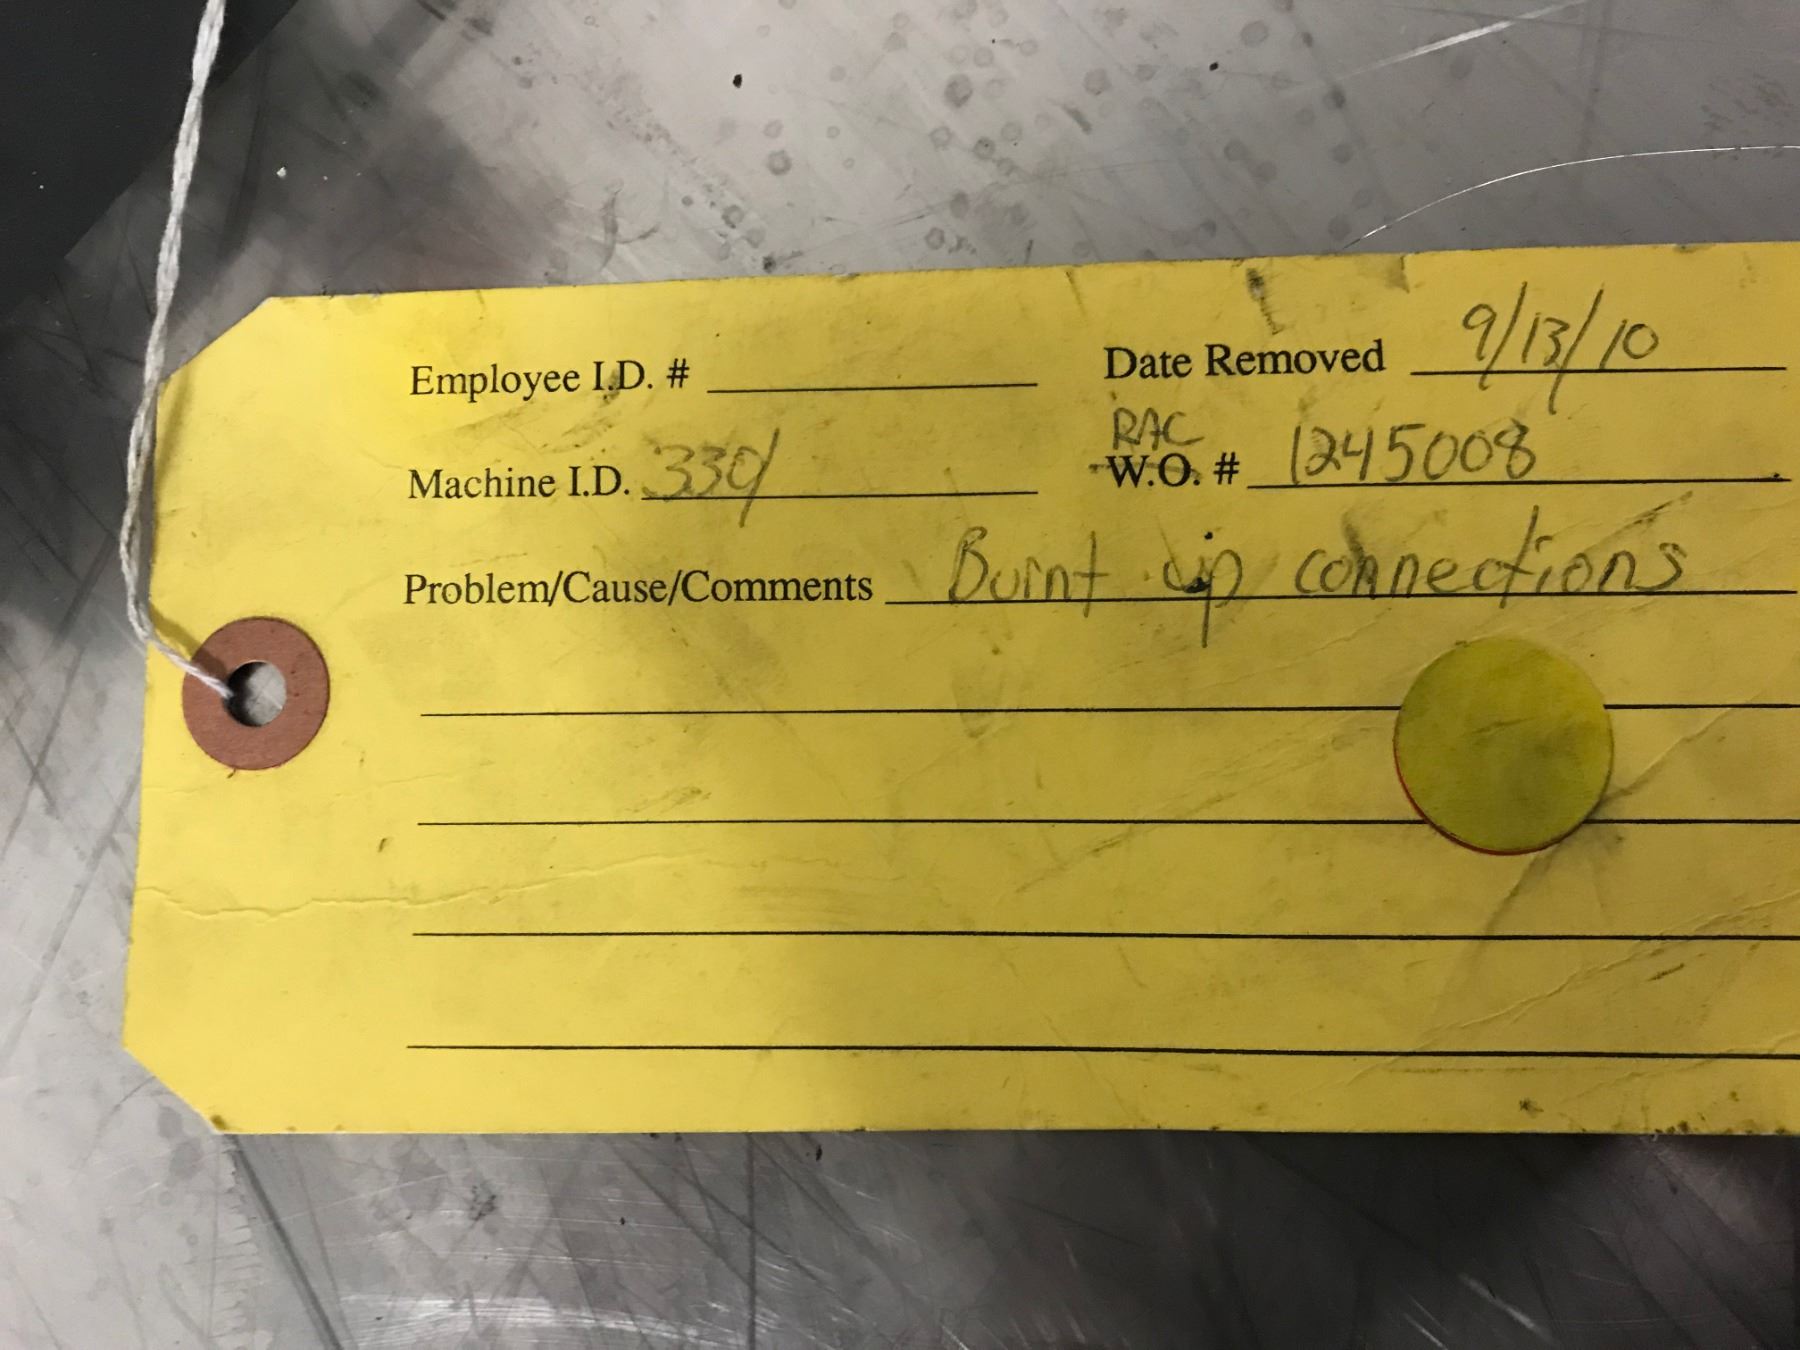 Employee I.D. # Date Removed 9/13/10
RAC
Machine I.D. 330/ W.O. # 1245008
Problem/Cause/Comments Burnt up connections